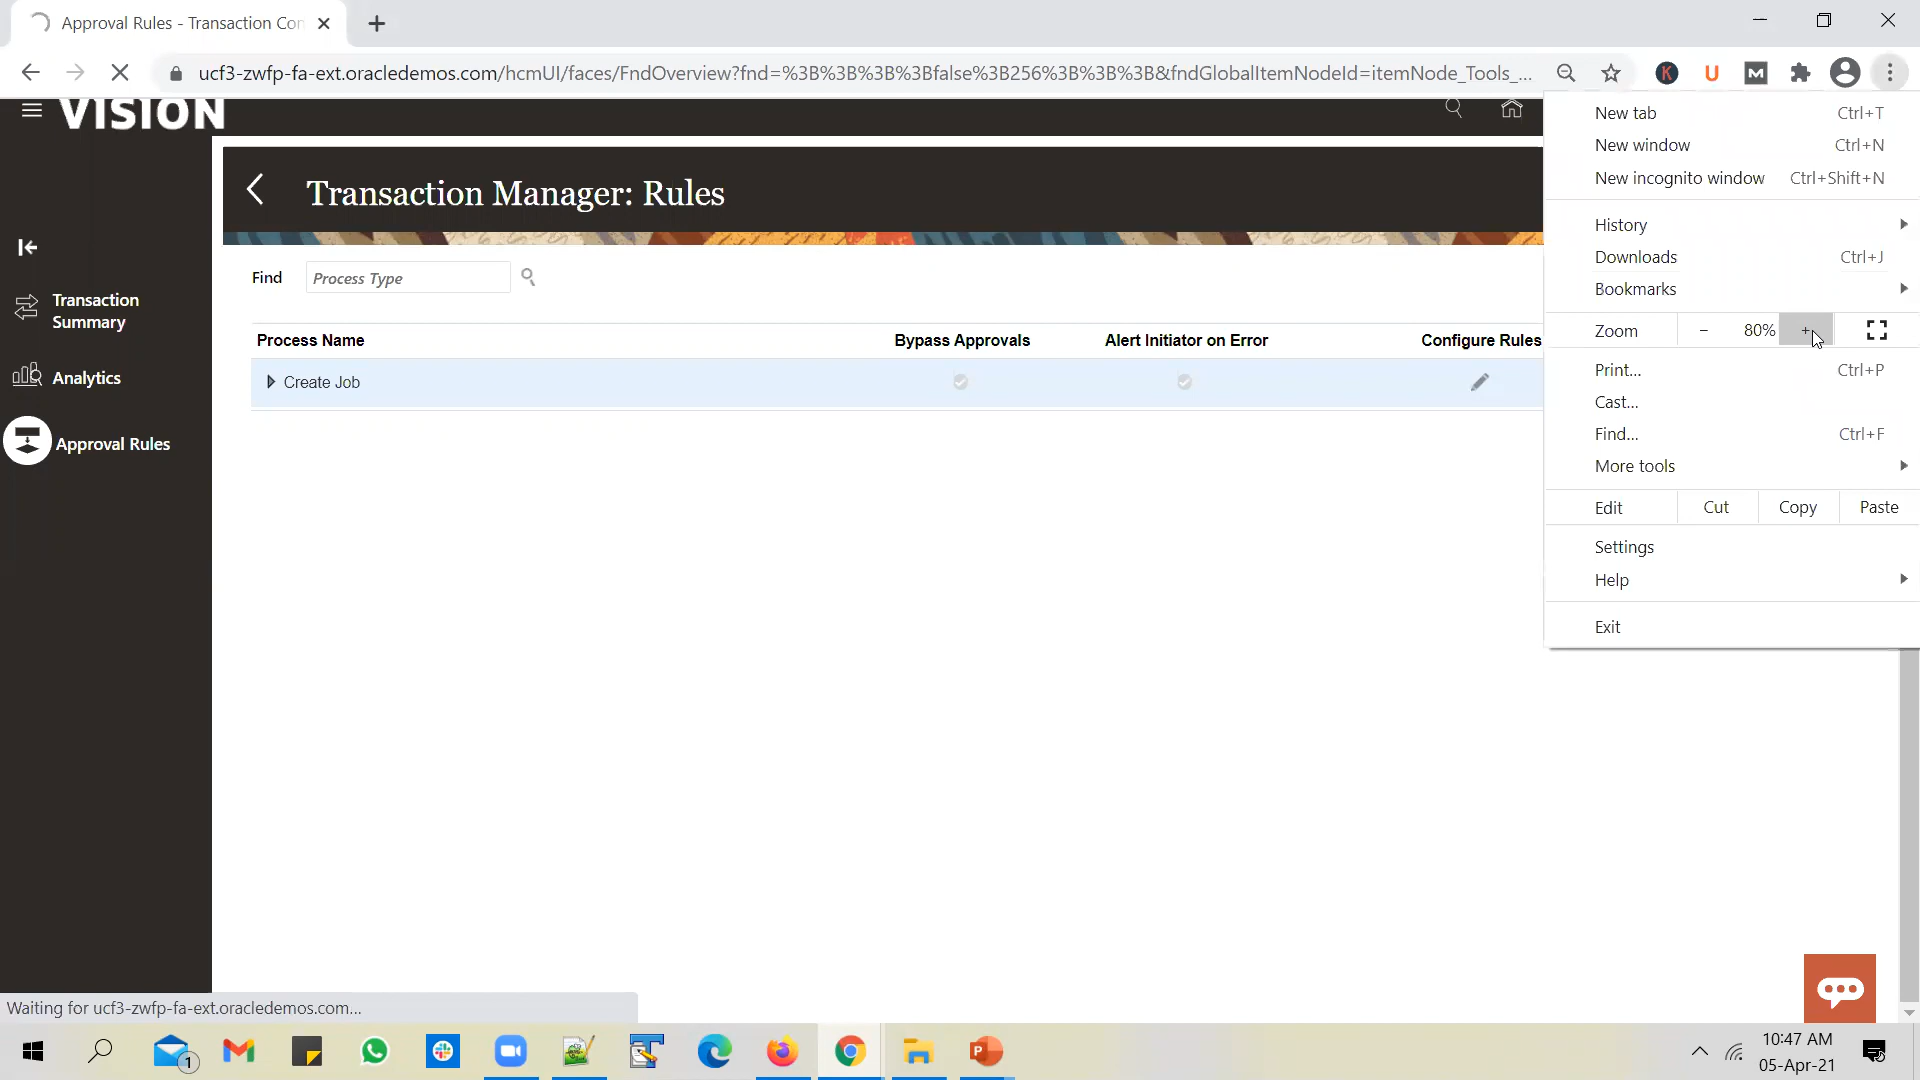 Approval Rules - Transaction Con
ucf3-zwfp-fa-ext.oracledemos.com/hcmUI/faces/FndOverview?fnd=%3B%3B%3B%3Bfalse%3B256%3B%3B%3B&fndGlobalItemNodeId=itemNode_Tools_...
K
U
M
VISION
Transaction Manager: Rules
Find Process Type
Process Name Bypass Approvals Alert Initiator on Error Configure Rules
Create Job
Transaction
Summary
Analytics
Approval Rules
New tab Ctrl+T
New window Ctrl+N
New incognito window Ctrl+Shift+N
History
Downloads Ctrl+J
Bookmarks
Zoom − 80% +
Print... Ctrl+P
Cast...
Find... Ctrl+F
More tools
Edit Cut Copy Paste
Settings
Help
Exit
Waiting for ucf3-zwfp-fa-ext.oracledemos.com...
1
10:47 AM
05-Apr-21